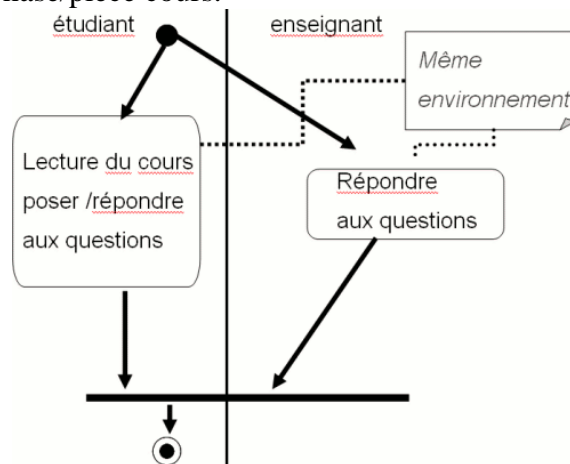 étudiant
enseignant
Même
environnement
Lecture du cours
poser /répondre
aux questions
Répondre
aux questions